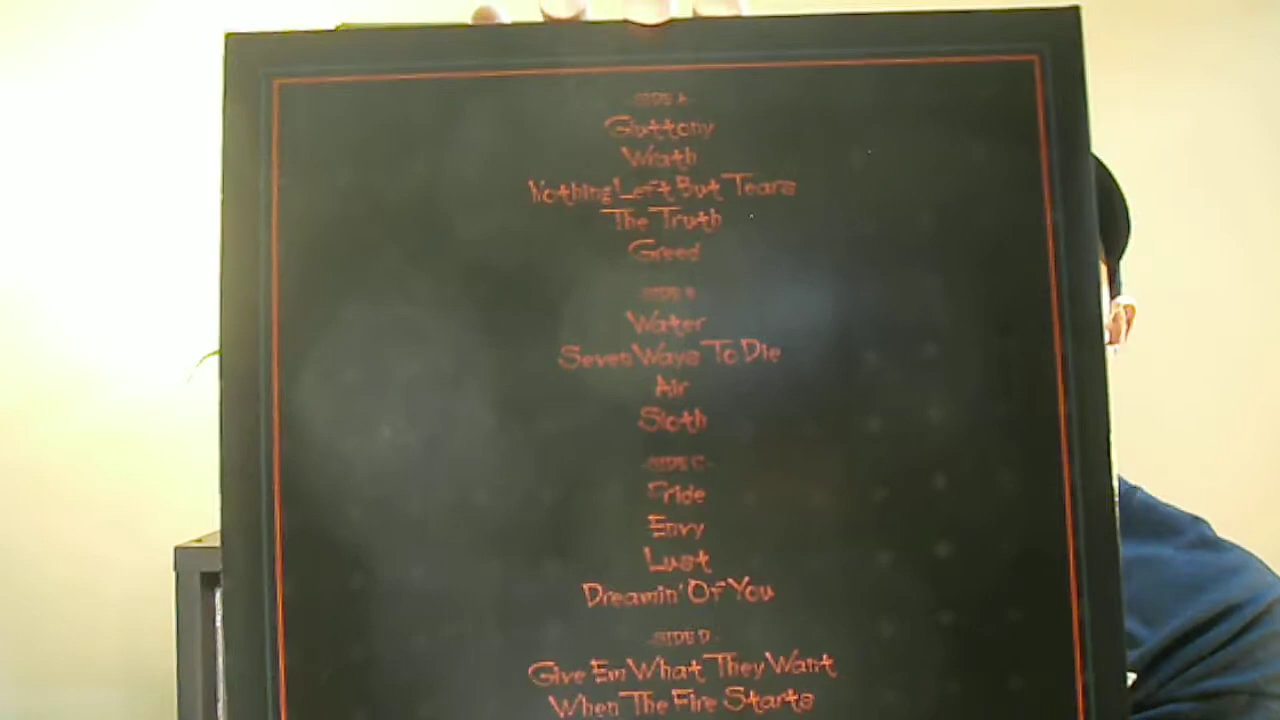 -SIDE A-
Gluttony
Wrath
Nothing Left But Tears
The Truth
Greed
-SIDE B-
Water
Seven Ways To Die
Air
Sloth
-SIDE C-
Pride
Envy
Lust
Dreamin' Of You
-SIDE D-
Give Em What They Want
When The Fire Starts